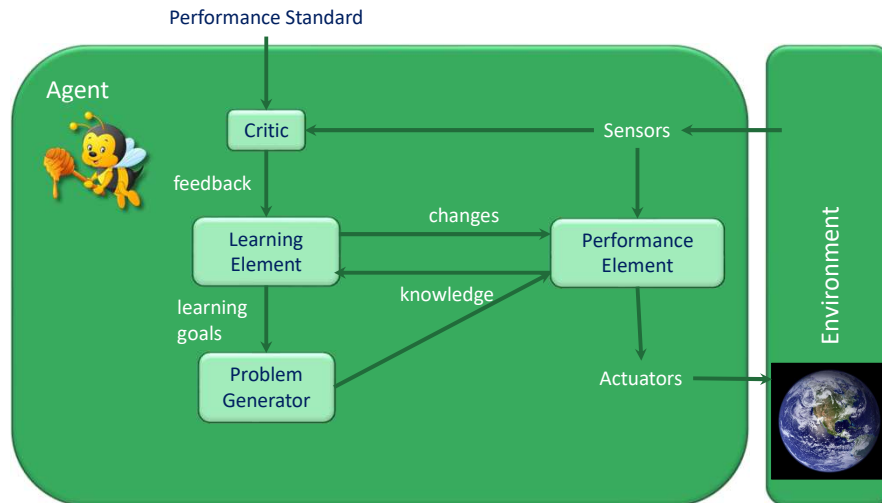 Performance Standard
Agent
Critic
Sensors
feedback
changes
Learning
Element
Performance
Element
knowledge
learning
goals
Problem
Generator
Actuators
Environment